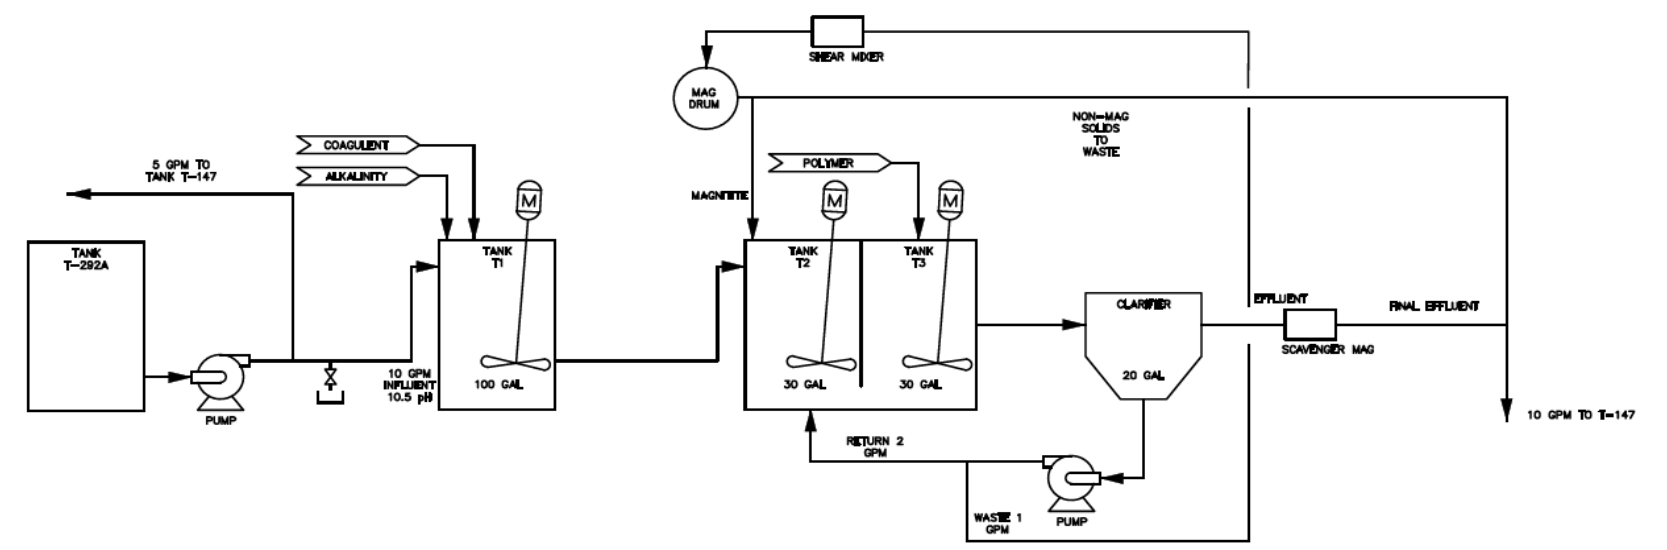 SHEAR MIXER
MAG
DRUM
NON-MAG
SOLIDS
TO
WASTE
COAGULENT
ALKALINITY
5 GPM TO
TANK T-147
POLYMER
MAGNITITE
M
M
M
TANK
T-292A
TANK
T1
TANK
T2
TANK
T3
CLARIFIER
EFFLUENT
FINAL EFFLUENT
SCAVENGER MAG
10 GPM
INFLUENT
10.5 pH
100 GAL
30 GAL
30 GAL
20 GAL
PUMP
10 GPM TO T-147
RETURN 2
GPM
WASTE 1
GPM
PUMP